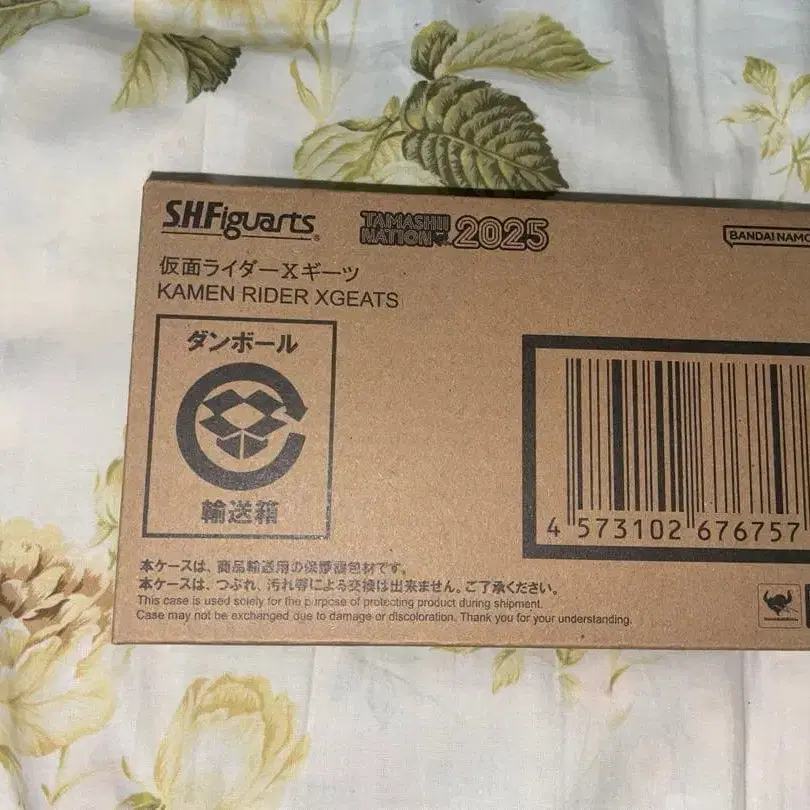 S.H.Figuarts
TAMASHII NATION 2025
BANDAI NAMCO
仮面ライダーXギーツ
KAMEN RIDER XGEATS
ダンボール
輸送箱
4 573102 676757
本ケースは、商品輸送用の保護梱包材です。
本ケースは、つぶれ、汚れ等による交換は出来ません。ご了承ください。
This case is used solely for the purpose of protecting product during shipment.
Case may not be exchanged due to damage or discoloration. Thank you for your understanding.